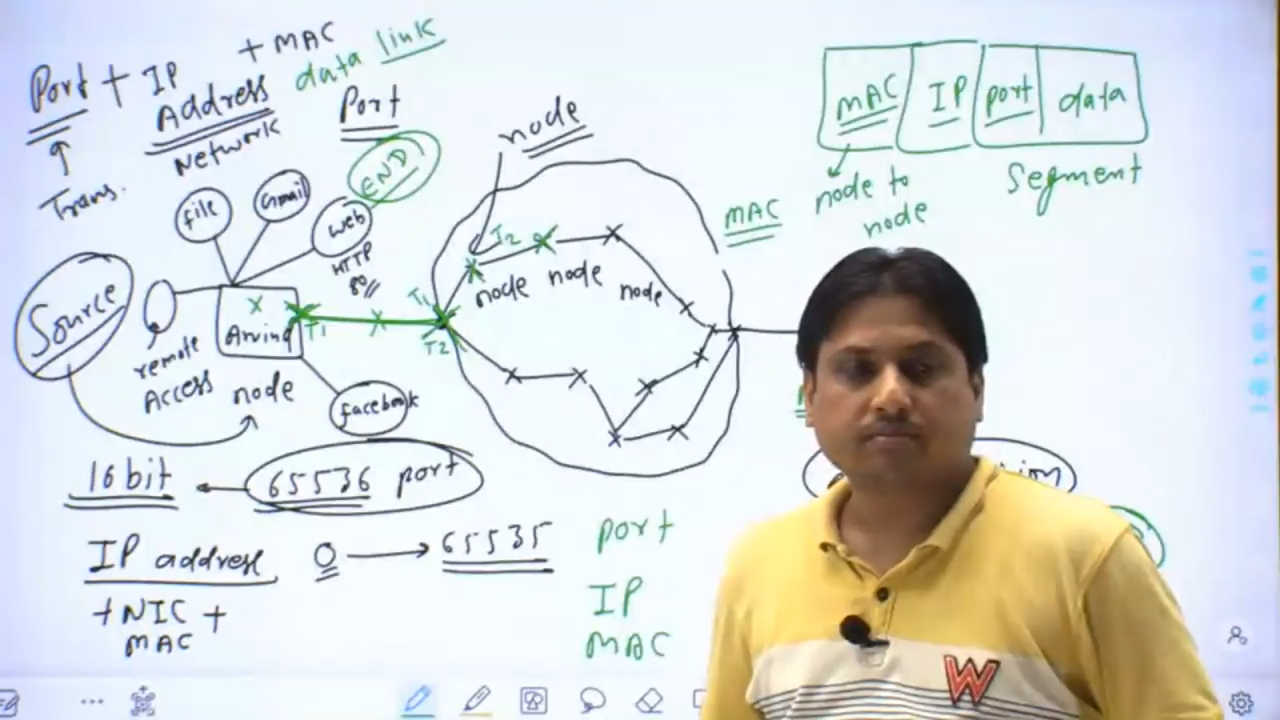 Port + IP Address + MAC
data link
Network
Trans.
Port
END
node
file
Gmail
web
HTTP
80
Source
remote
Access
Arvind
node
facebook
T1
T1
T2
T2
node
node
node
MAC
MAC IP port data
node to
node
Segment
16 bit
65536 port
IP address
0
65535
+ NIC +
MAC
port
IP
MAC
W